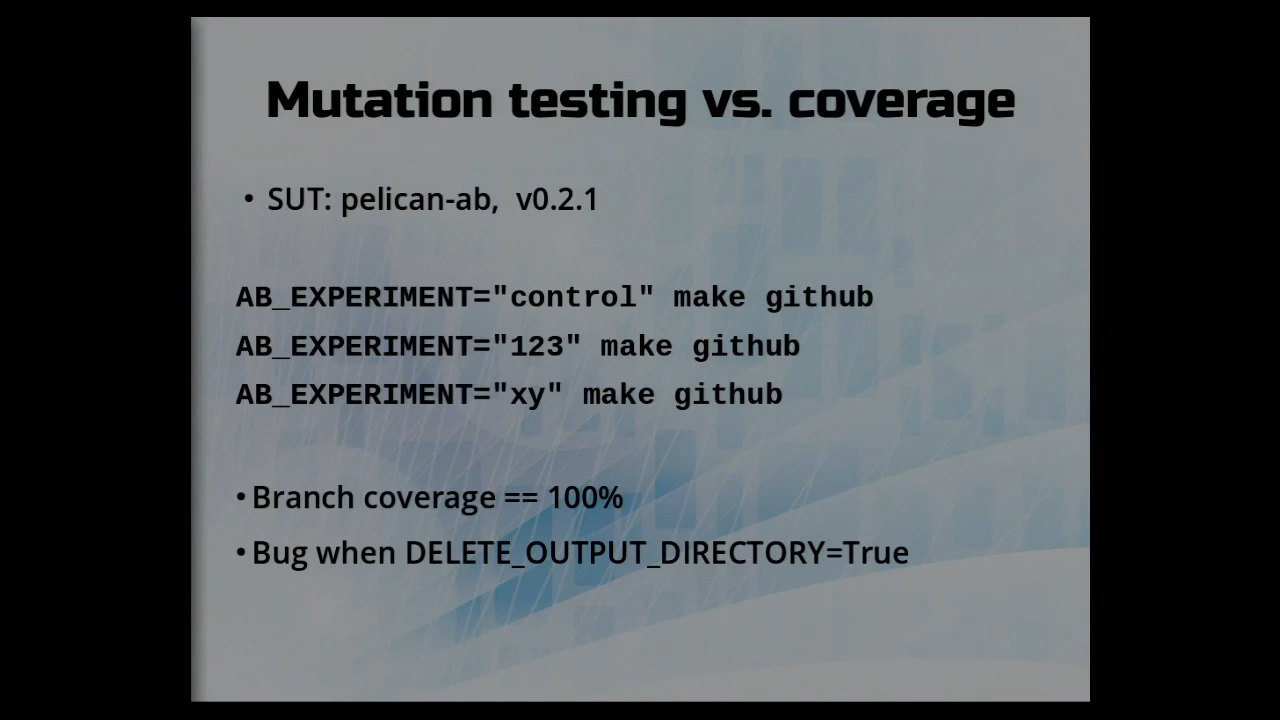 Mutation testing vs. coverage
• SUT: pelican-ab, v0.2.1
AB_EXPERIMENT="control" make github
AB_EXPERIMENT="123" make github
AB_EXPERIMENT="xy" make github
• Branch coverage == 100%
• Bug when DELETE_OUTPUT_DIRECTORY=True